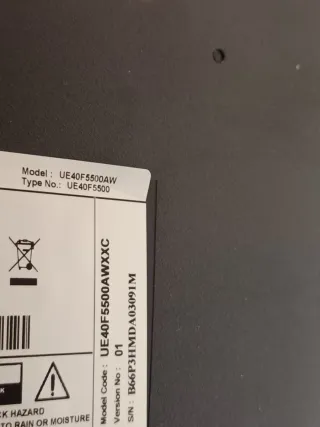 Model : UE40F5500AW
Type No.: UE40F5500
Model Code : UE40F5500AWXXC
Version No : 01
S/N : B66P3HMDA03091M
HAZARD
TO RAIN OR MOISTURE